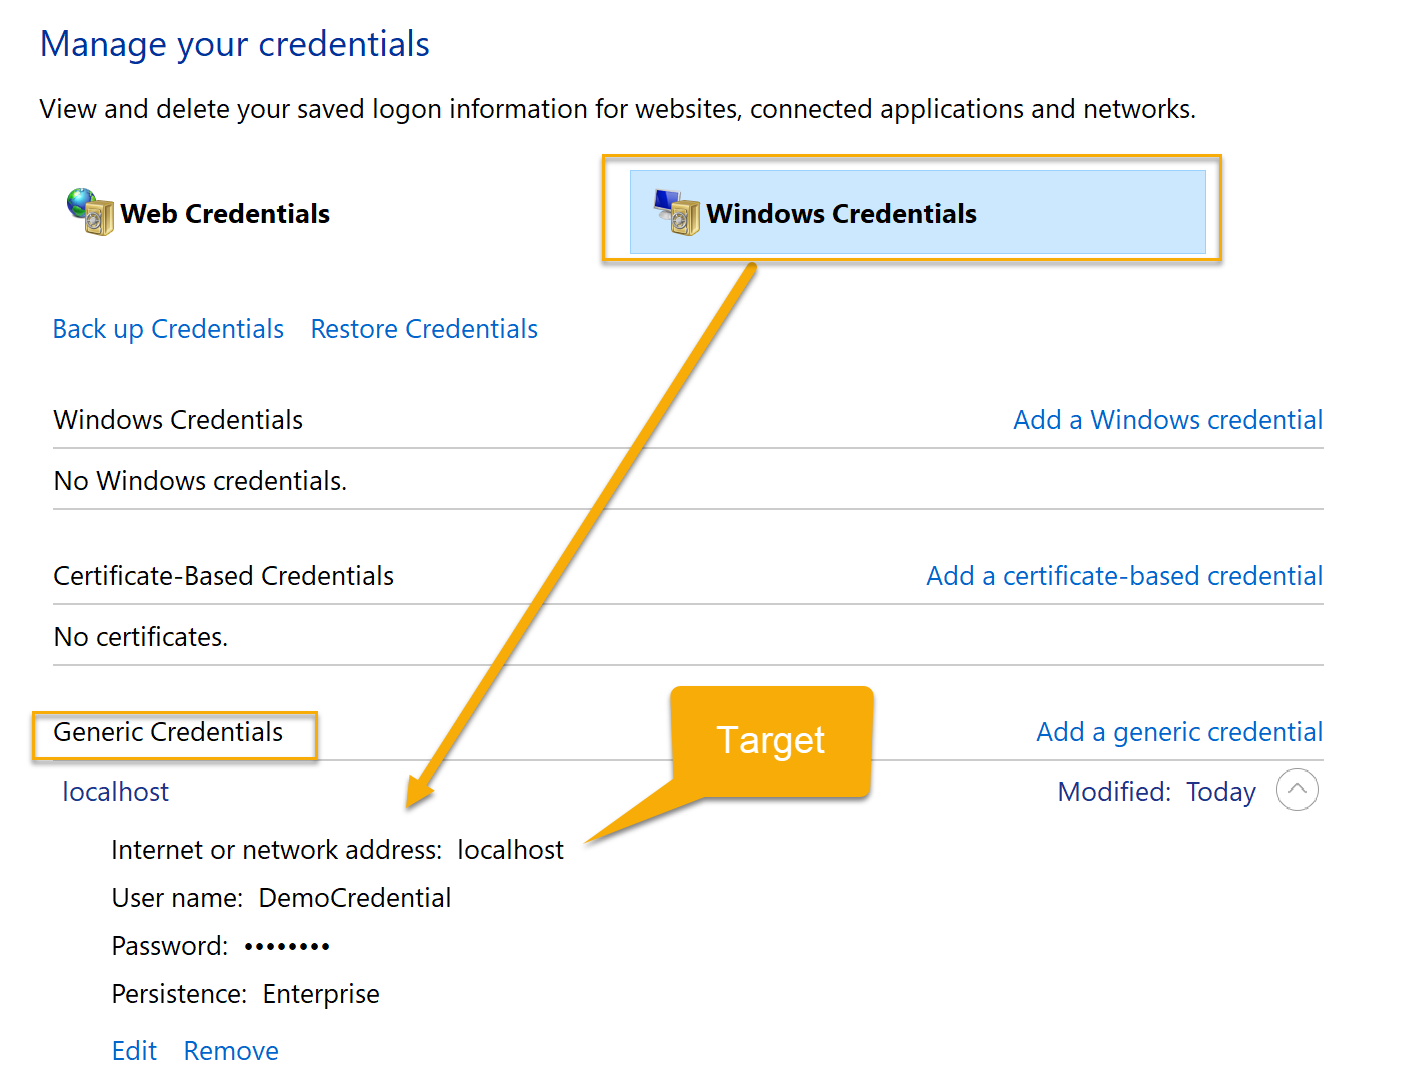 Manage your credentials
View and delete your saved logon information for websites, connected applications and networks.
Web Credentials
Windows Credentials
Back up Credentials Restore Credentials
Windows Credentials Add a Windows credential
No Windows credentials.
Certificate-Based Credentials Add a certificate-based credential
No certificates.
Generic Credentials Add a generic credential
Target
localhost Modified: Today
Internet or network address: localhost
User name: DemoCredential
Password: ••••••••
Persistence: Enterprise
Edit Remove